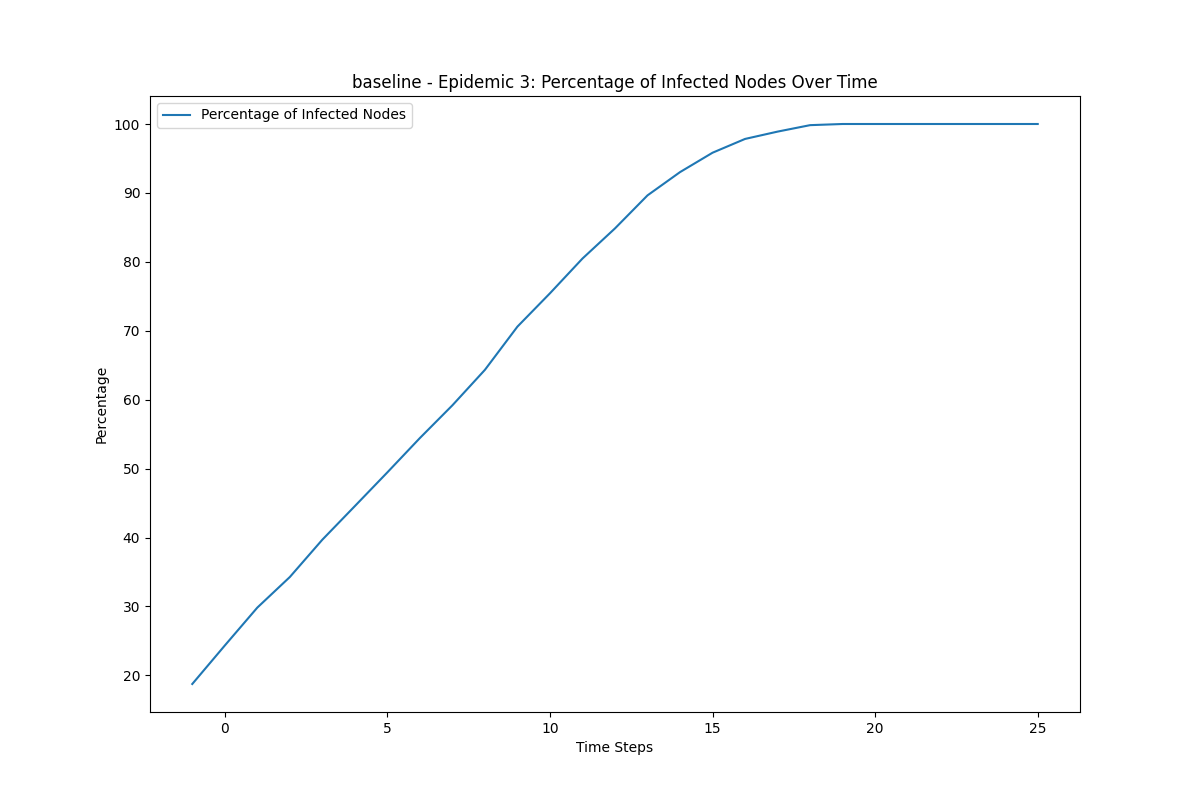 baseline - Epidemic 3: Percentage of Infected Nodes Over Time
Percentage of Infected Nodes
100
90
80
70
60
50
40
30
20
Percentage
0 5 10 15 20 25
Time Steps